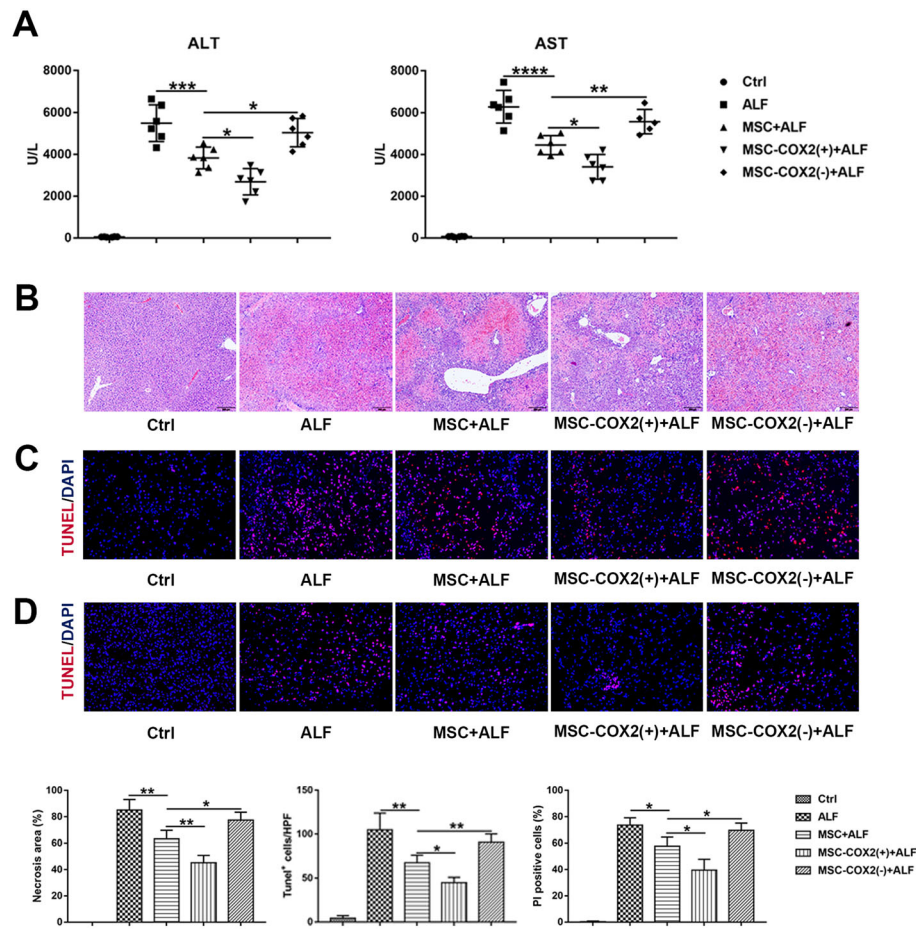 A
ALT
U/L
8000
6000
4000
2000
0
***
*
*
AST
U/L
8000
6000
4000
2000
0
****
**
*
Ctrl
ALF
MSC+ALF
MSC-COX2(+)+ALF
MSC-COX2(-)+ALF
B
Ctrl
ALF
MSC+ALF
MSC-COX2(+)+ALF
MSC-COX2(-)+ALF
C
TUNEL/DAPI
Ctrl
ALF
MSC+ALF
MSC-COX2(+)+ALF
MSC-COX2(-)+ALF
D
TUNEL/DAPI
Ctrl
ALF
MSC+ALF
MSC-COX2(+)+ALF
MSC-COX2(-)+ALF
Necrosis area (%)
100
80
60
40
20
0
**
*
**
Tunel+ cells/HPF
150
100
50
0
**
**
*
PI positive cells (%)
100
80
60
40
20
0
*
*
*
Ctrl
ALF
MSC+ALF
MSC-COX2(+)+ALF
MSC-COX2(-)+ALF